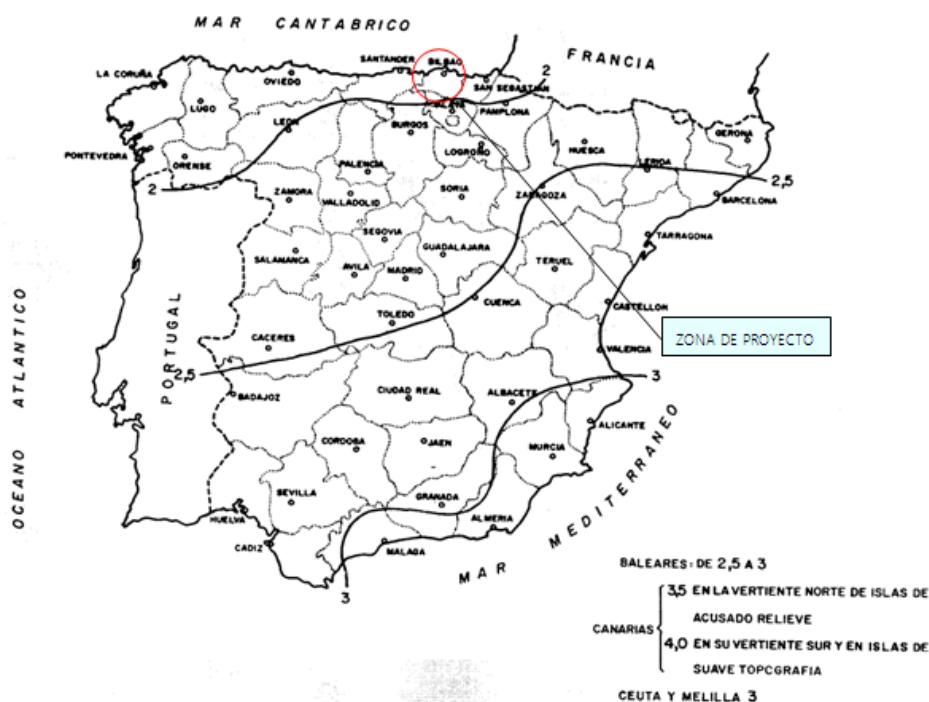 MAR CANTABRICO
FRANCIA
SANTANDER
BILBAO
LA CORUÑA
OVIEDO
SAN SEBASTIAN
2
LUGO
PAMPLONA
LEON
BURGOS
GERONA
PONTEVEDRA
ORENSE
LOGROÑO
HUESCA
LERIDA
PALENCIA
2
ZAMORA
VALLADOLID
SORIA
ZARAGOZA
2,5
BARCELONA
SEGOVIA
TARRAGONA
SALAMANCA
GUADALAJARA
AVILA
MADRID
TERUEL
OCEANO ATLANTICO
PORTUGAL
CUENCA
CASTELLON
TOLEDO
ZONA DE PROYECTO
CACERES
VALENCIA
2,5
3
BADAJOZ
CIUDAD REAL
ALBACETE
ALICANTE
CORDOBA
JAEN
MURCIA
MAR MEDITERRANEO
SEVILLA
GRANADA
HUELVA
ALMERIA
CADIZ
MALAGA
3
BALEARES: DE 2,5 A 3
3,5 EN LA VERTIENTE NORTE DE ISLAS DE
ACUSADO RELIEVE
CANARIAS
4,0 EN SU VERTIENTE SUR Y EN ISLAS DE
SUAVE TOPCGRAFIA
CEUTA Y MELILLA 3